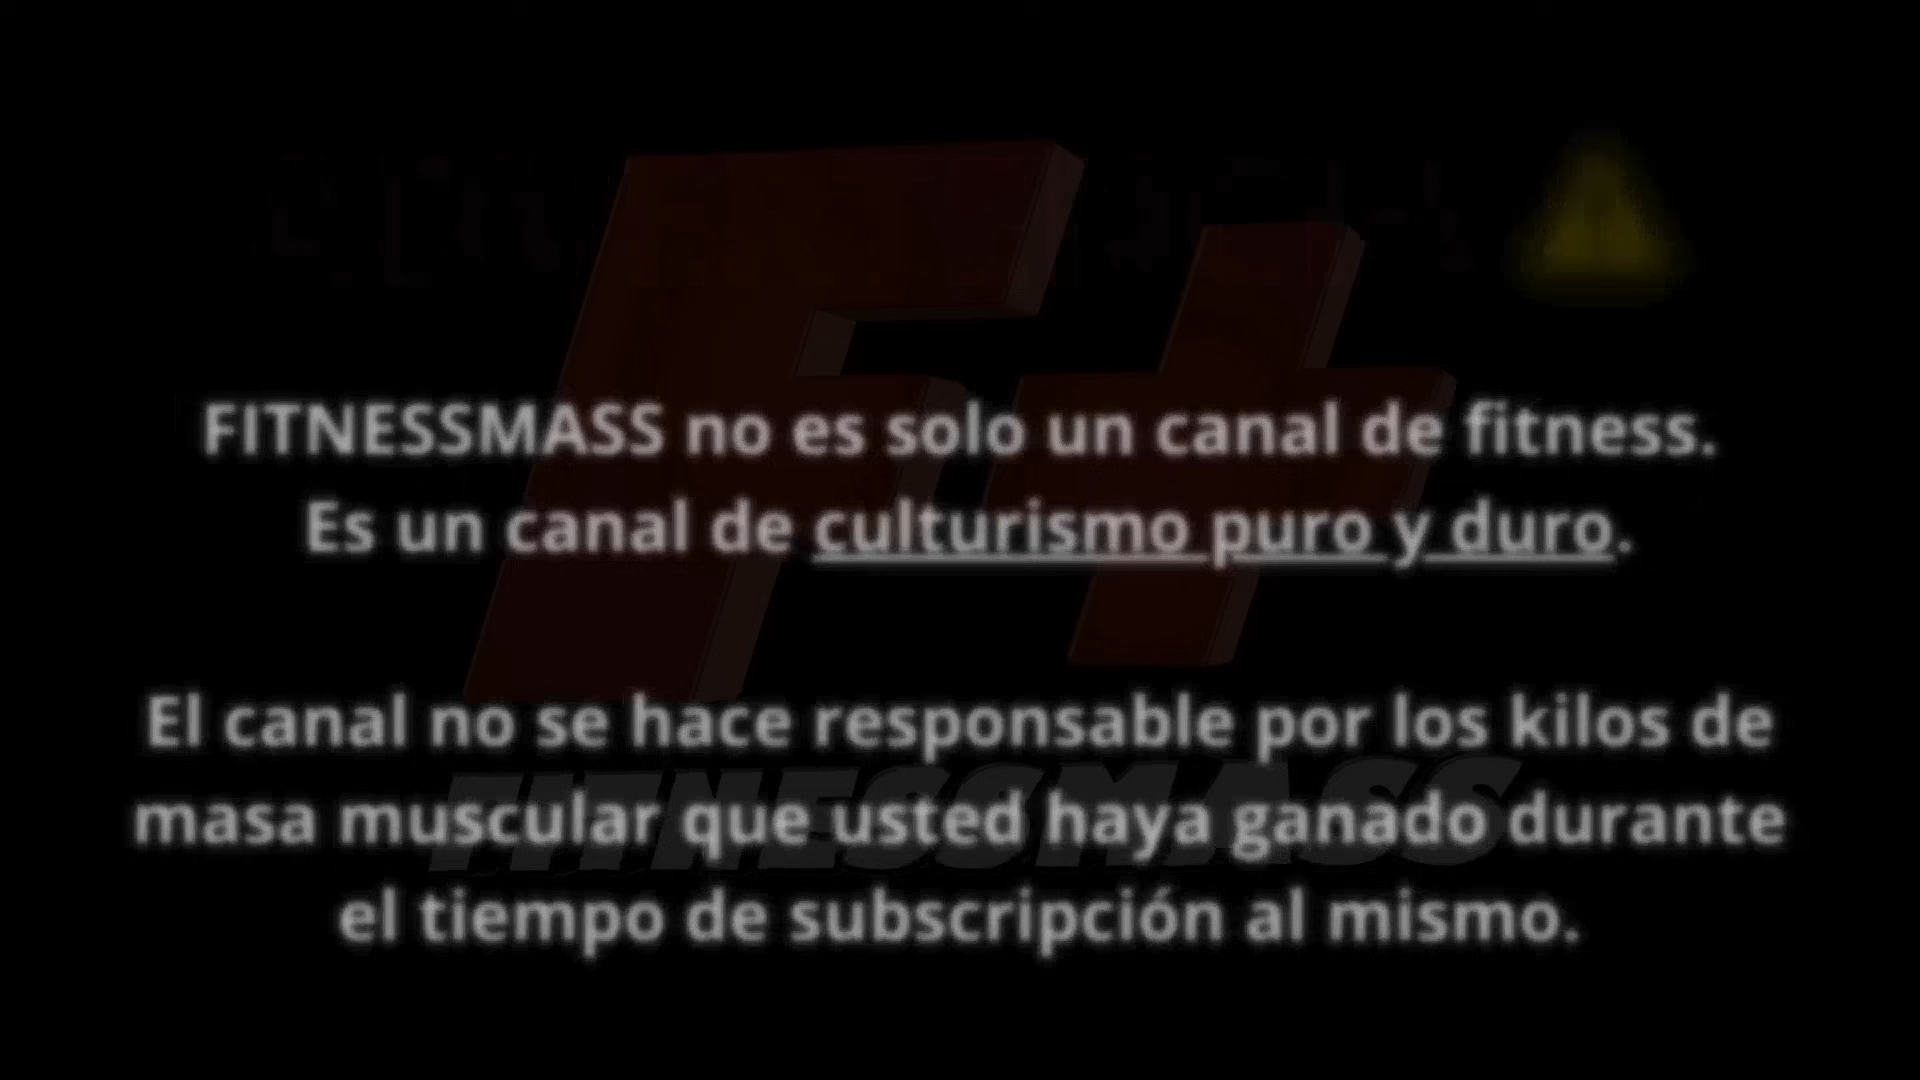 FITNESSMASS no es solo un canal de fitness.
Es un canal de culturismo puro y duro.
El canal no se hace responsable por los kilos de
masa muscular que usted haya ganado durante
el tiempo de subscripción al mismo.
F+
FITNESSMASS